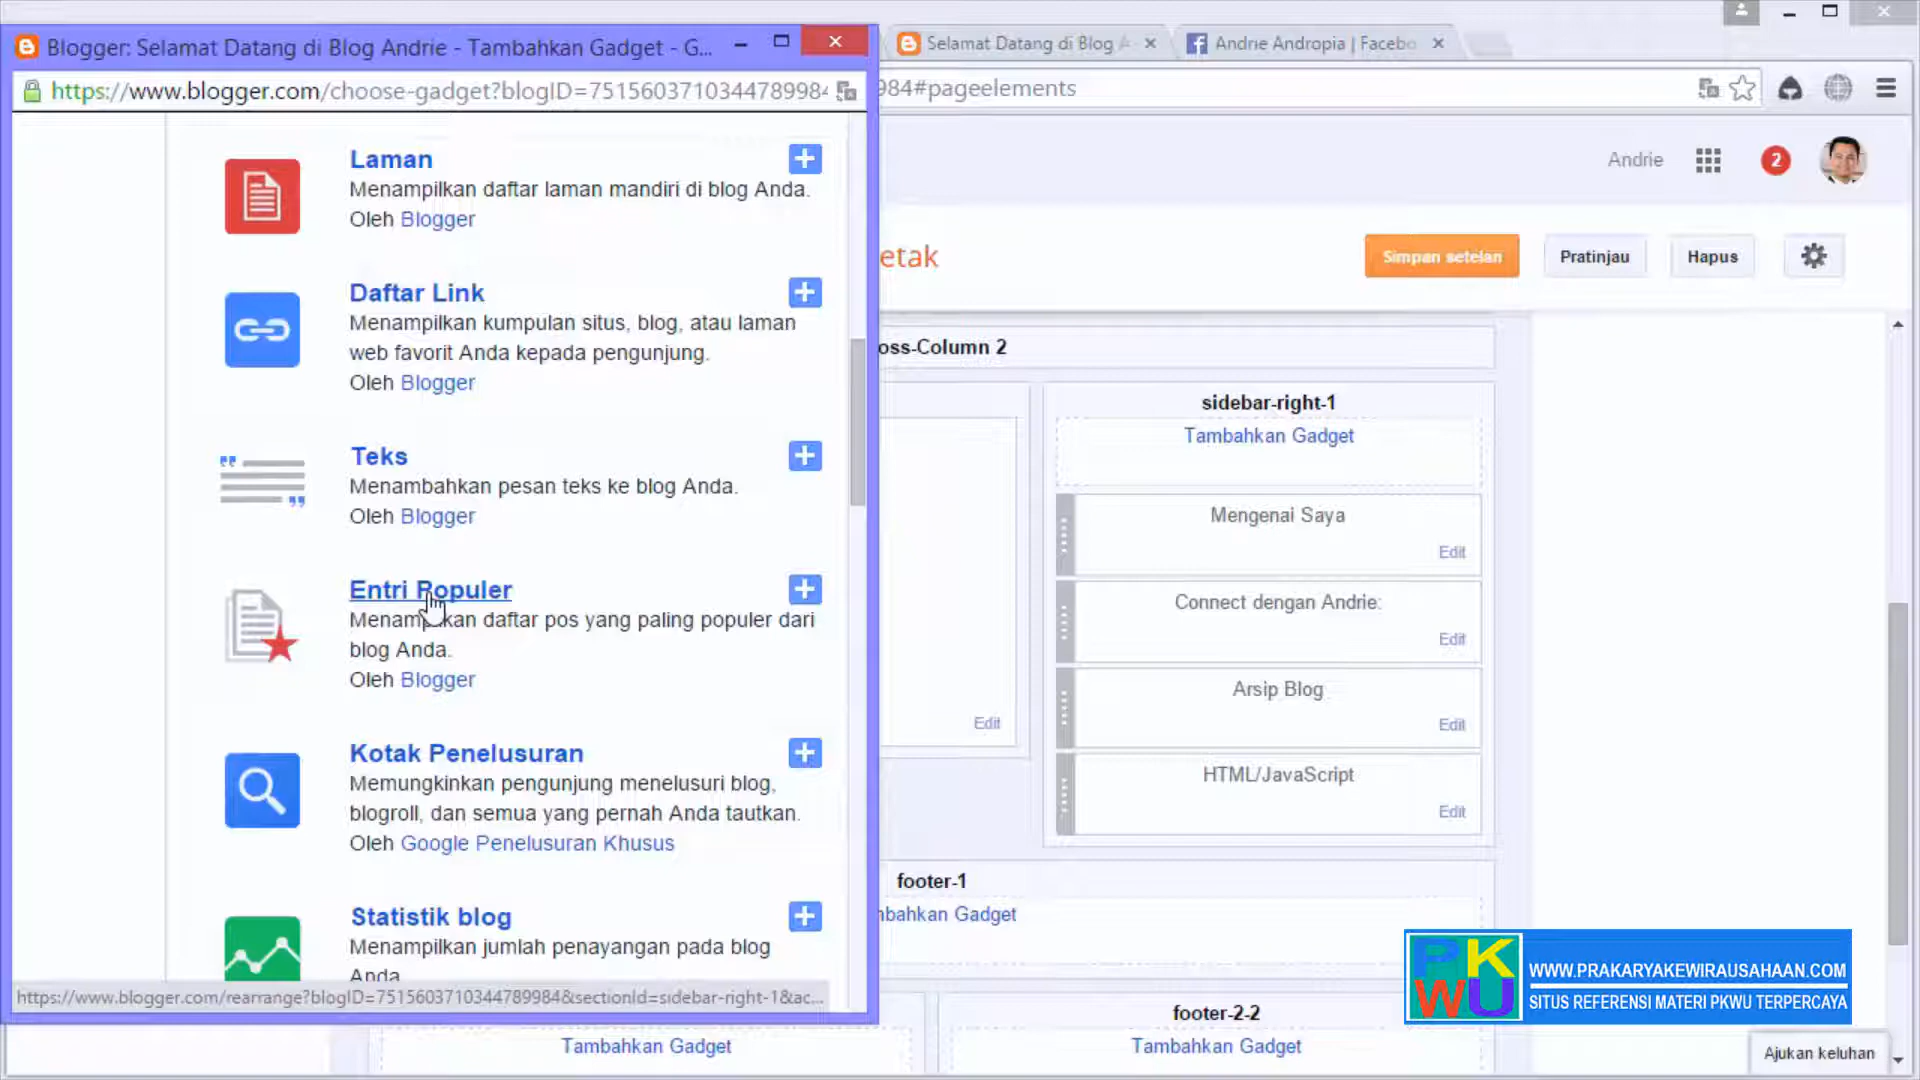 Blogger: Selamat Datang di Blog Andrie - Tambahkan Gadget - G...
Selamat Datang di Blog A
Andrie Andropia | Facebo
https://www.blogger.com/choose-gadget?blogID=7515603710344789984
984#pageelements
Laman
Menampilkan daftar laman mandiri di blog Anda.
Oleh Blogger
Daftar Link
Menampilkan kumpulan situs, blog, atau laman
web favorit Anda kepada pengunjung.
Oleh Blogger
Teks
Menambahkan pesan teks ke blog Anda.
Oleh Blogger
Entri Populer
Menampilkan daftar pos yang paling populer dari
blog Anda.
Oleh Blogger
Kotak Penelusuran
Memungkinkan pengunjung menelusuri blog,
blogroll, dan semua yang pernah Anda tautkan.
Oleh Google Penelusuran Khusus
Statistik blog
Menampilkan jumlah penayangan pada blog
Anda
https://www.blogger.com/rearrange?blogID=7515603710344789984&sectionId=sidebar-right-1&ac...
Andrie
2
etak
Simpan setelan
Pratinjau
Hapus
oss-Column 2
sidebar-right-1
Tambahkan Gadget
Mengenai Saya
Edit
Connect dengan Andrie:
Edit
Arsip Blog
Edit
HTML/JavaScript
Edit
Edit
footer-1
mbahkan Gadget
footer-2-2
Tambahkan Gadget
Tambahkan Gadget
PKWU
WWW.PRAKARYAKEWIRAUSAHAAN.COM
SITUS REFERENSI MATERI PKWU TERPERCAYA
Ajukan keluhan